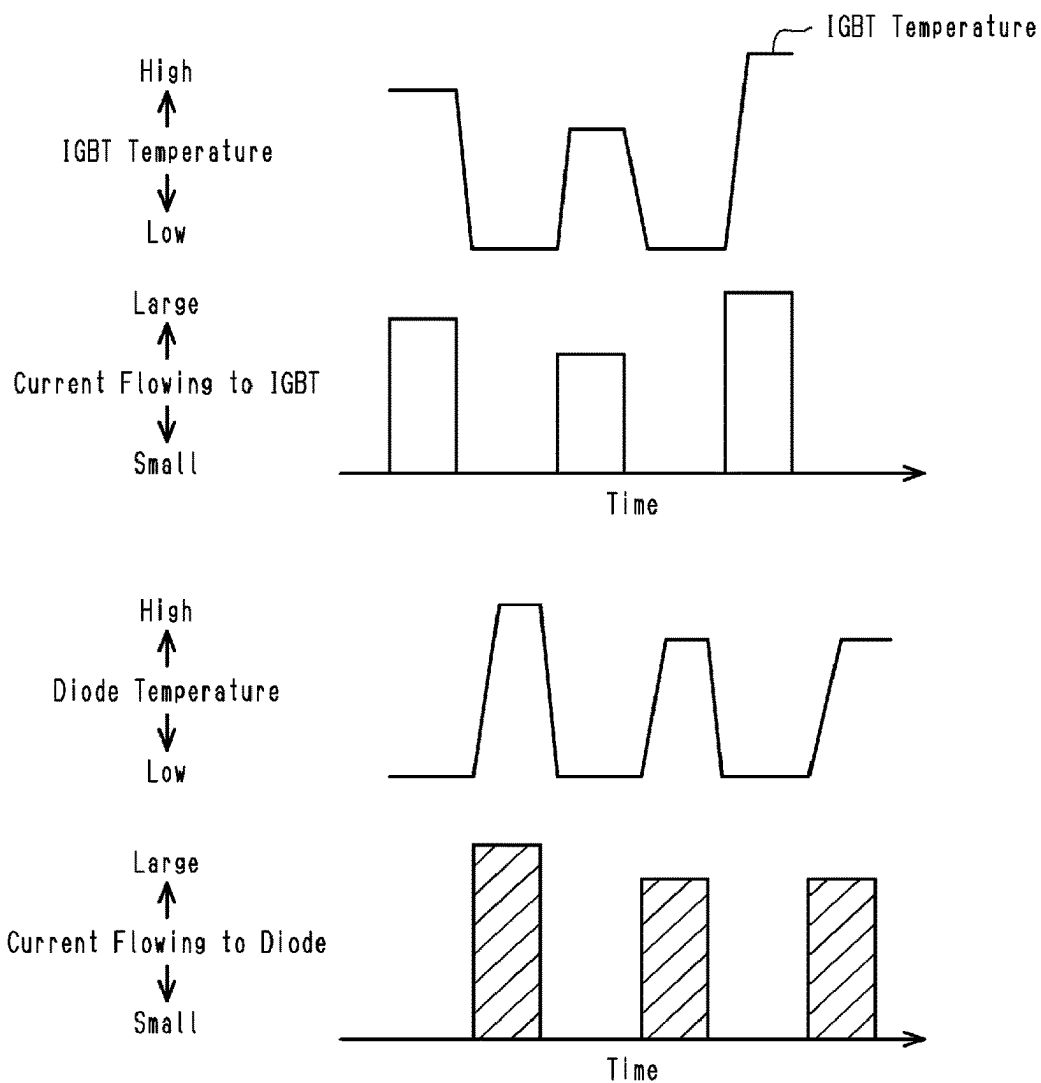 IGBT Temperature
High
IGBT Temperature
Low
Large
Current Flowing to IGBT
Small
Time
High
Diode Temperature
Low
Large
Current Flowing to Diode
Small
Time